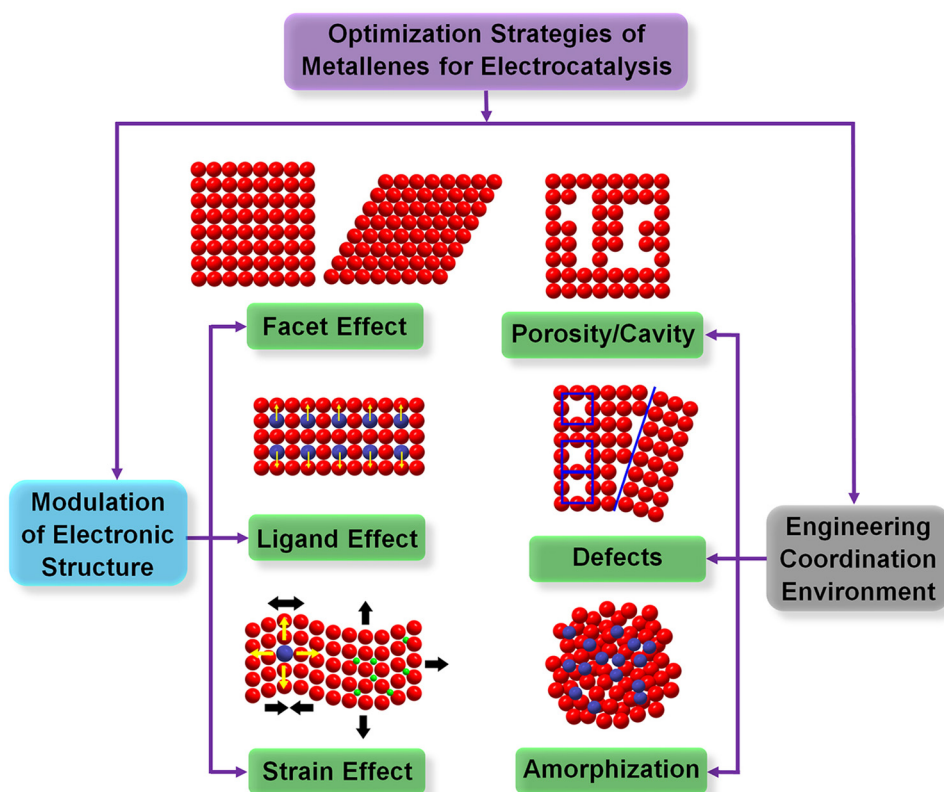 Optimization Strategies of
Metallenes for Electrocatalysis
Facet Effect
Porosity/Cavity
Modulation
of Electronic
Structure
Ligand Effect
Defects
Engineering
Coordination
Environment
Strain Effect
Amorphization